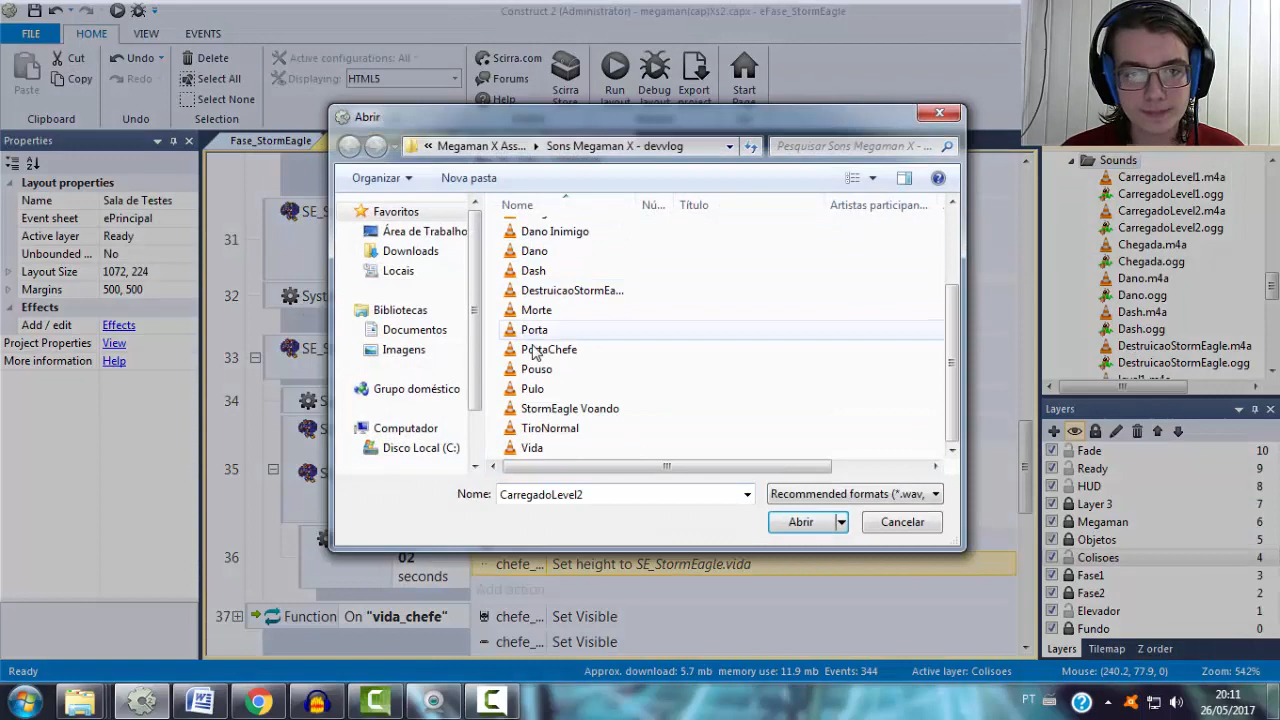 Construct 2 (Administrator) - megaman(cap)Xs2.capx - eFase_StormEagle
FILE HOME VIEW EVENTS
Paste
Cut
Copy
Clipboard
Undo
Redo
Undo
Delete
Select All
Select None
Selection
Active configurations: All
Displaying: HTML5
Scirra.com
Forums
Help
Scirra
Store
Run
layout
Debug
layout
Export
project
Start
Page
Properties
Layout properties
Name Sala de Testes
Event sheet ePrincipal
Active layer Ready
Unbounded ... No
Layout Size 1072, 224
Margins 500, 500
Effects
Add / edit Effects
Project Properties View
More information Help
Fase_StormEagle
SE_S
31
32 Syst
33 SE_S
34 S
35
36 02
seconds
chefe_... Set height to SE_StormEagle.vida
Add action
37 Function On "vida_chefe" chefe_... Set Visible
chefe_... Set Visible
Abrir
« Megaman X Ass... Sons Megaman X - devvlog
Pesquisar Sons Megaman X - ...
Organizar Nova pasta
Favoritos
Área de Trabalho
Downloads
Locais
Bibliotecas
Documentos
Imagens
Grupo doméstico
Computador
Disco Local (C:)
Nome Nú... Título Artistas participan...
Dano Inimigo
Dano
Dash
DestruicaoStormEa...
Morte
Porta
PortaChefe
Pouso
Pulo
StormEagle Voando
TiroNormal
Vida
Nome: CarregadoLevel2
Recommended formats (*.wav,
Abrir Cancelar
Sounds
CarregadoLevel1.m4a
CarregadoLevel1.ogg
CarregadoLevel2.m4a
CarregadoLevel2.ogg
Chegada.m4a
Chegada.ogg
Dano.m4a
Dano.ogg
Dash.m4a
Dash.ogg
DestruicaoStormEagle.m4a
DestruicaoStormEagle.ogg
level1.m4a
Layers
Fade 10
Ready 9
HUD 8
Layer 3 7
Megaman 6
Objetos 5
Colisoes 4
Fase1 3
Fase2 2
Elevador 1
Fundo 0
Layers Tilemap Z order
Ready
Approx. download: 5.7 mb memory use: 11.9 mb Events: 344 Active layer: Colisoes Mouse: (240.2, 77.9, 0) Zoom: 542%
PT
20:11
26/05/2017